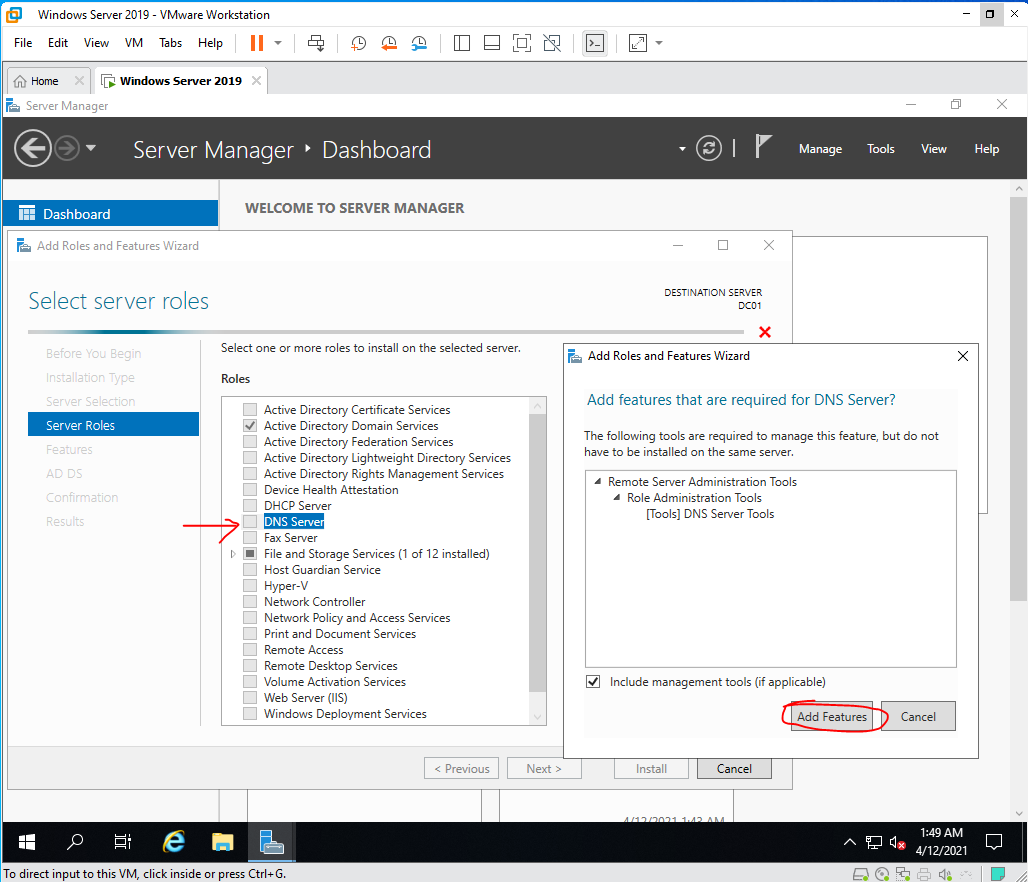 Windows Server 2019 - VMware Workstation
File Edit View VM Tabs Help
Home Windows Server 2019
Server Manager
Server Manager Dashboard
Manage Tools View Help
Dashboard
WELCOME TO SERVER MANAGER
Add Roles and Features Wizard
Select server roles
DESTINATION SERVER
DC01
Before You Begin
Installation Type
Server Selection
Server Roles
Features
AD DS
Confirmation
Results
Select one or more roles to install on the selected server.
Roles
Active Directory Certificate Services
Active Directory Domain Services
Active Directory Federation Services
Active Directory Lightweight Directory Services
Active Directory Rights Management Services
Device Health Attestation
DHCP Server
DNS Server
Fax Server
File and Storage Services (1 of 12 installed)
Host Guardian Service
Hyper-V
Network Controller
Network Policy and Access Services
Print and Document Services
Remote Access
Remote Desktop Services
Volume Activation Services
Web Server (IIS)
Windows Deployment Services
< Previous Next > Install Cancel
Add Roles and Features Wizard
Add features that are required for DNS Server?
The following tools are required to manage this feature, but do not
have to be installed on the same server.
Remote Server Administration Tools
Role Administration Tools
[Tools] DNS Server Tools
Include management tools (if applicable)
Add Features Cancel
4/12/2021 1:43 AM
1:49 AM
4/12/2021
To direct input to this VM, click inside or press Ctrl+G.